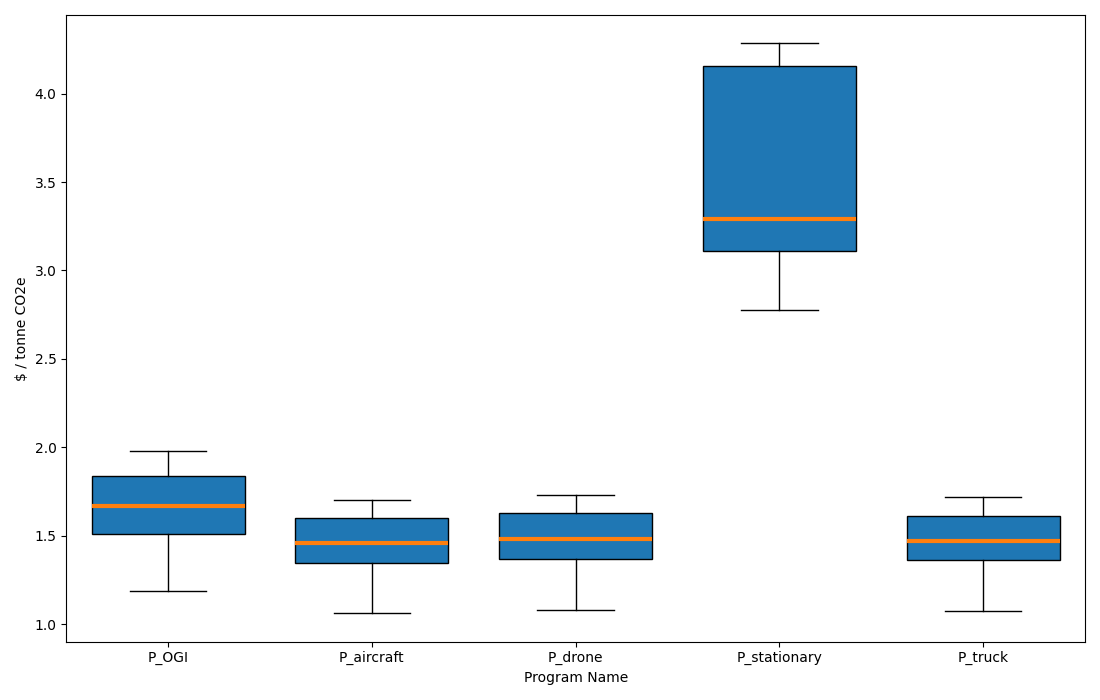 4.0
3.5
3.0
2.5
2.0
1.5
1.0
$ / tonne CO2e
P_OGI P_aircraft P_drone P_stationary P_truck
Program Name